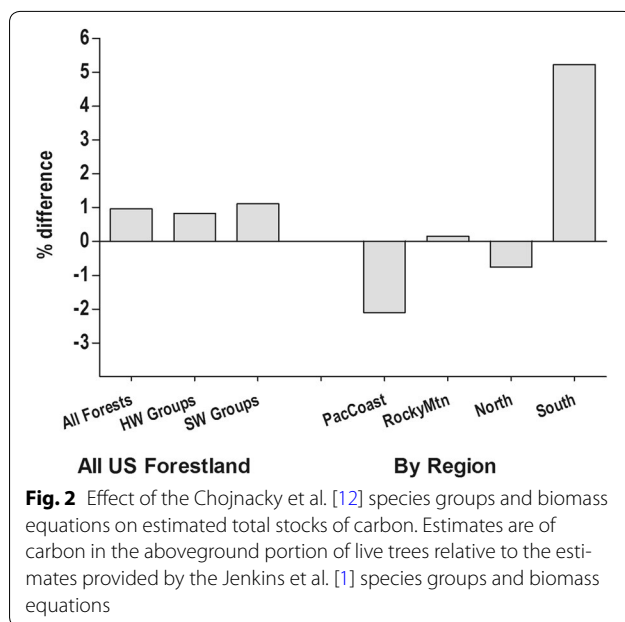 6
5
4
3
2
1
0
-1
-2
-3
% difference
All Forests
HW Groups
SW Groups
PacCoast
RockyMtn
North
South
All US Forestland
By Region
Fig. 2 Effect of the Chojnacky et al. [12] species groups and biomass
equations on estimated total stocks of carbon. Estimates are of
carbon in the aboveground portion of live trees relative to the esti-
mates provided by the Jenkins et al. [1] species groups and biomass
equations